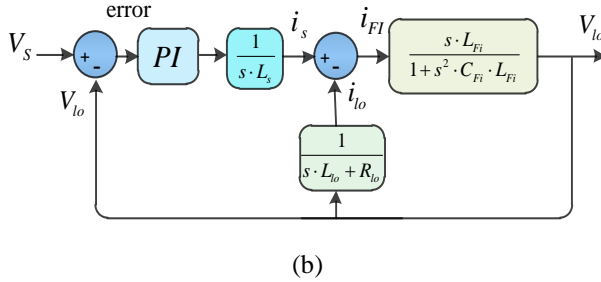 error
V_S
+
-
PI
1
s · L_s
i_s
+
-
i_FI
s · L_Fi
1 + s² · C_Fi · L_Fi
V_lo
V_lo
i_lo
1
s · L_lo + R_lo
(b)